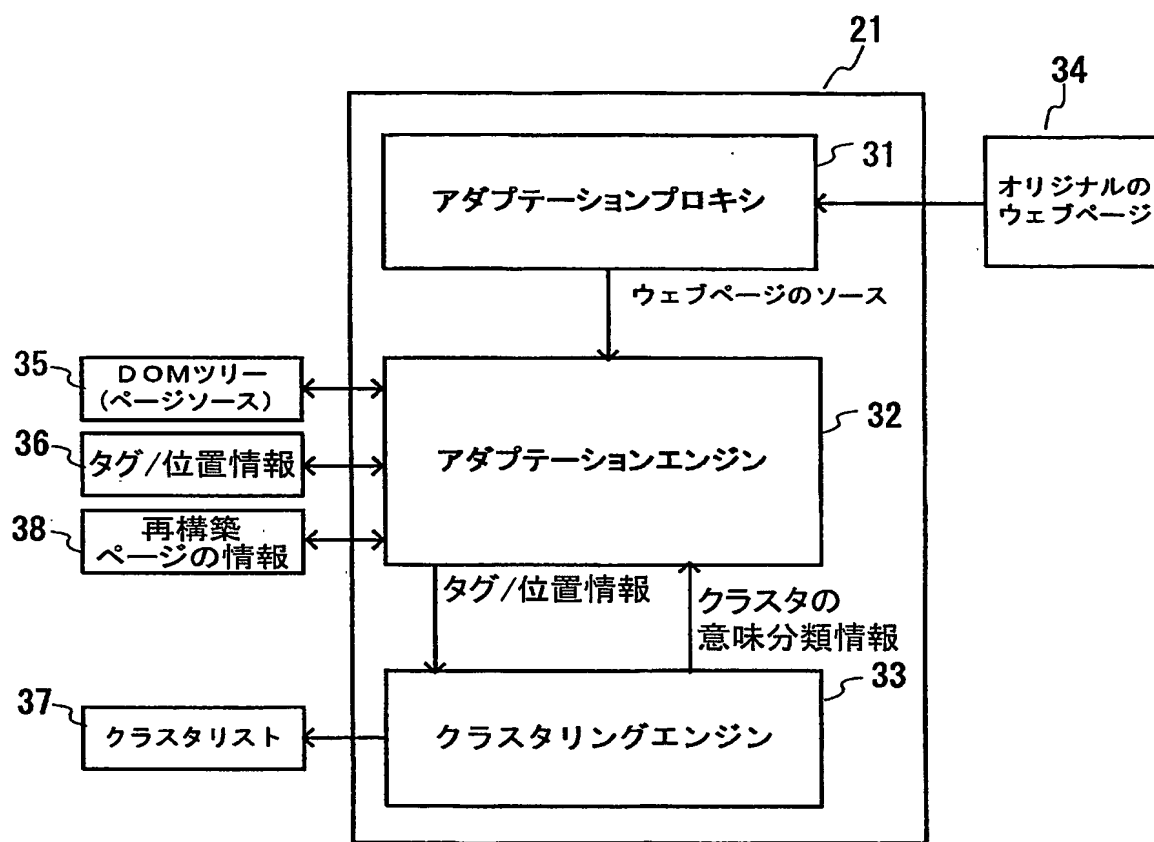 21
34
31
アダプテーションプロキシ
オリジナルの
ウェブページ
ウェブページのソース
35
DOMツリー
(ページソース)
32
36
タグ/位置情報
アダプテーションエンジン
38
再構築
ページの情報
タグ/位置情報
クラスタの
意味分類情報
33
37
クラスタリスト
クラスタリングエンジン